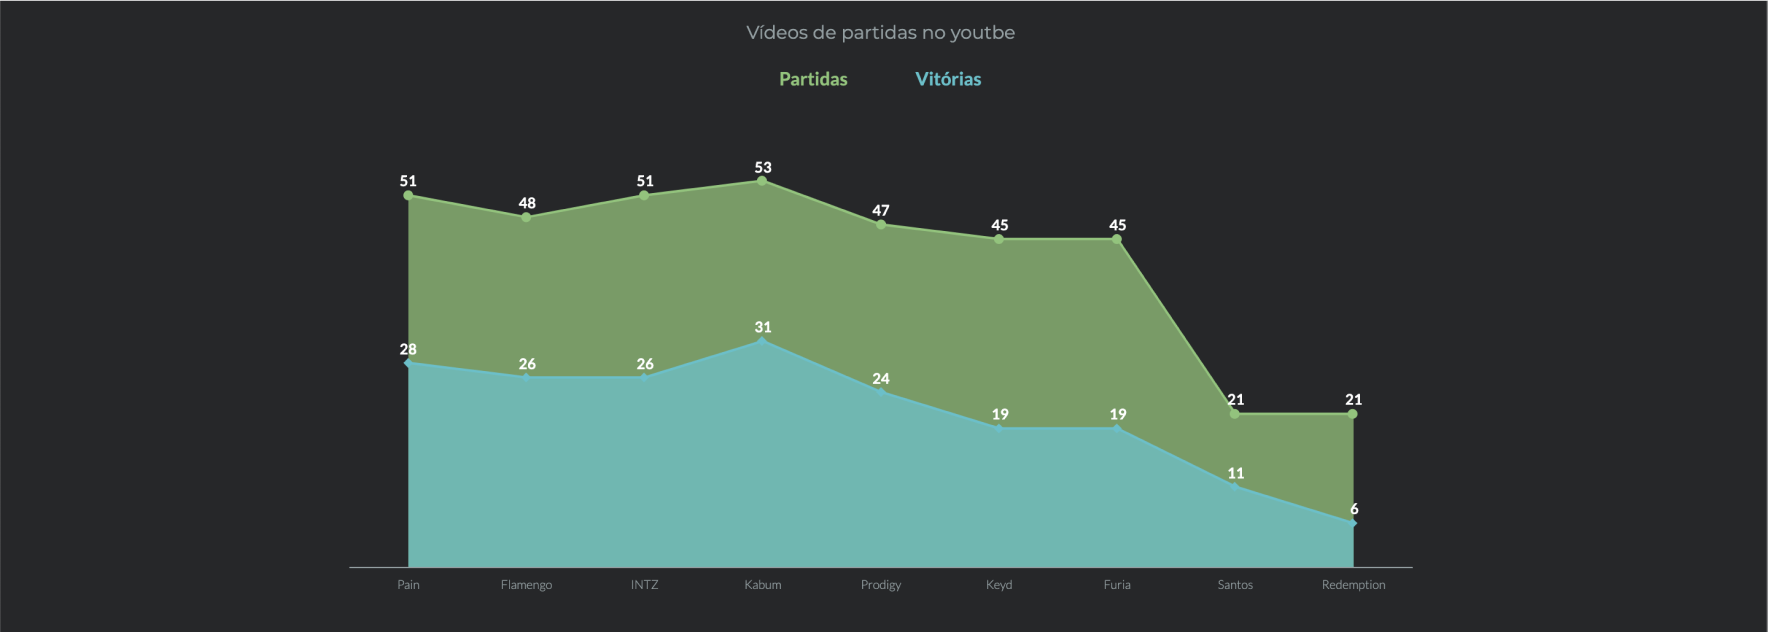 Vídeos de partidas no youtbe
Partidas Vitórias
51 48 51 53 47 45 45 21 21
28 26 26 31 24 19 19 11 6
Pain Flamengo INTZ Kabum Prodigy Keyd Furia Santos Redemption